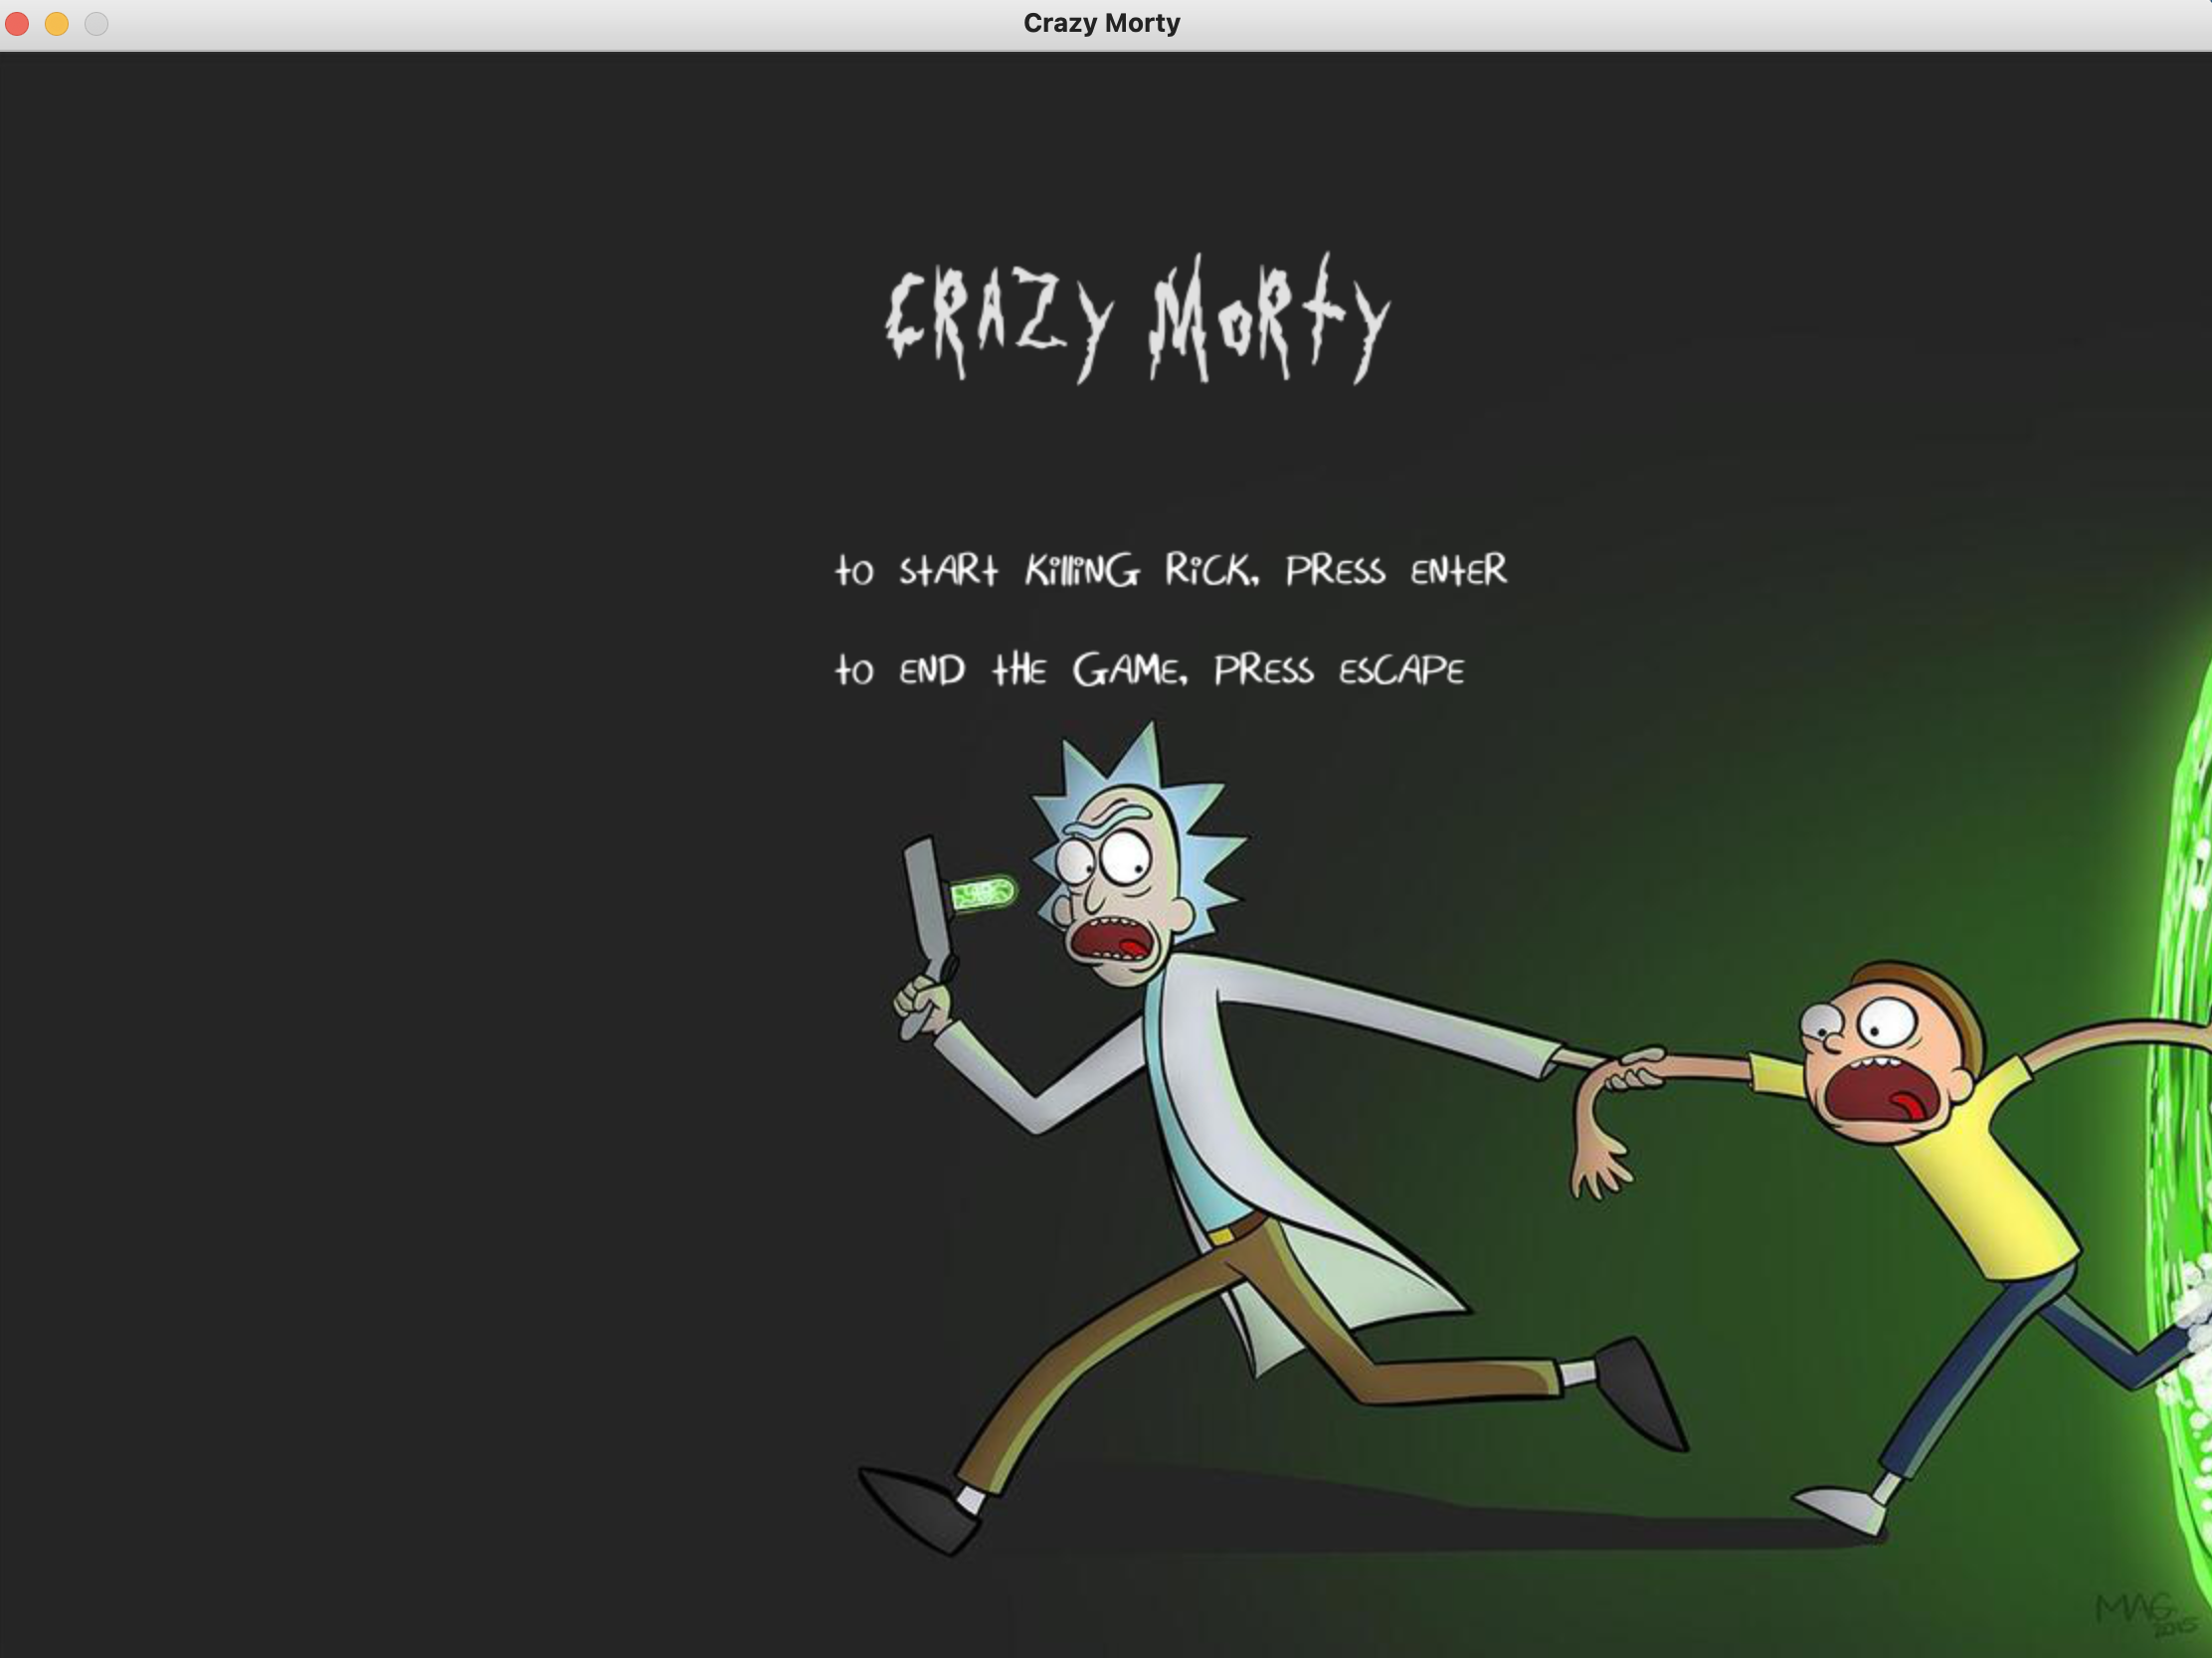 Crazy Morty
CRAZy MoRty
to StARt KilliNG RiCK, PRESS ENtER
to END tHE GAME, PRESS ESCAPE
MAG
2015